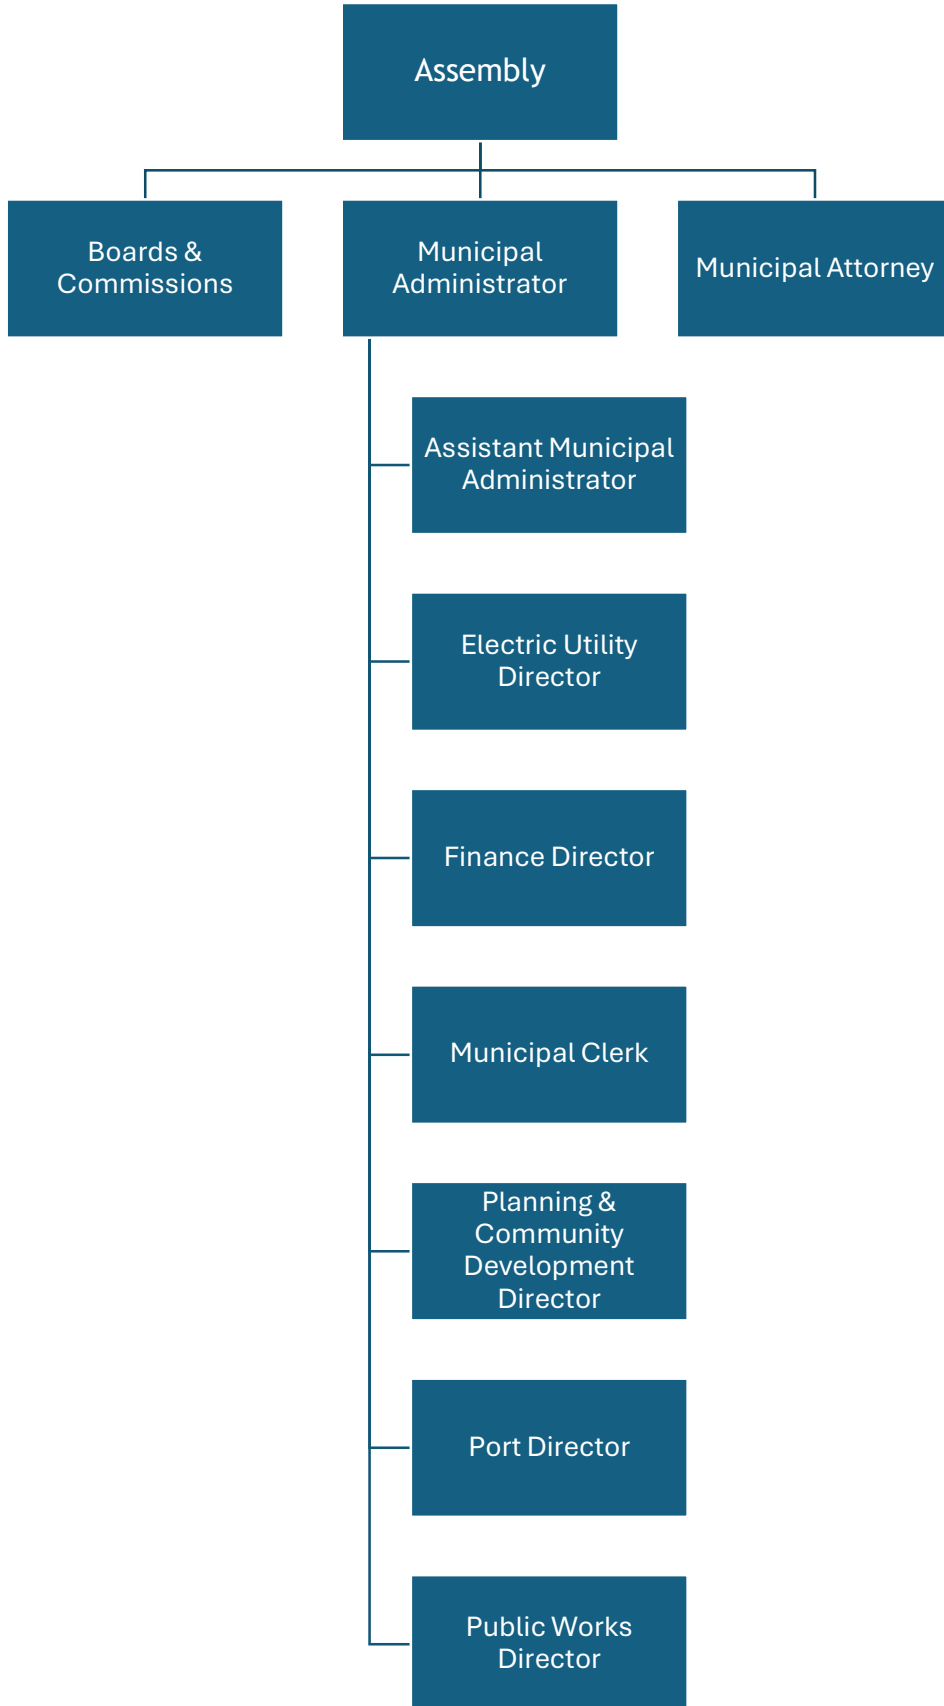 Assembly
Boards &
Commissions
Municipal
Administrator
Municipal Attorney
Assistant Municipal
Administrator
Electric Utility
Director
Finance Director
Municipal Clerk
Planning &
Community
Development
Director
Port Director
Public Works
Director